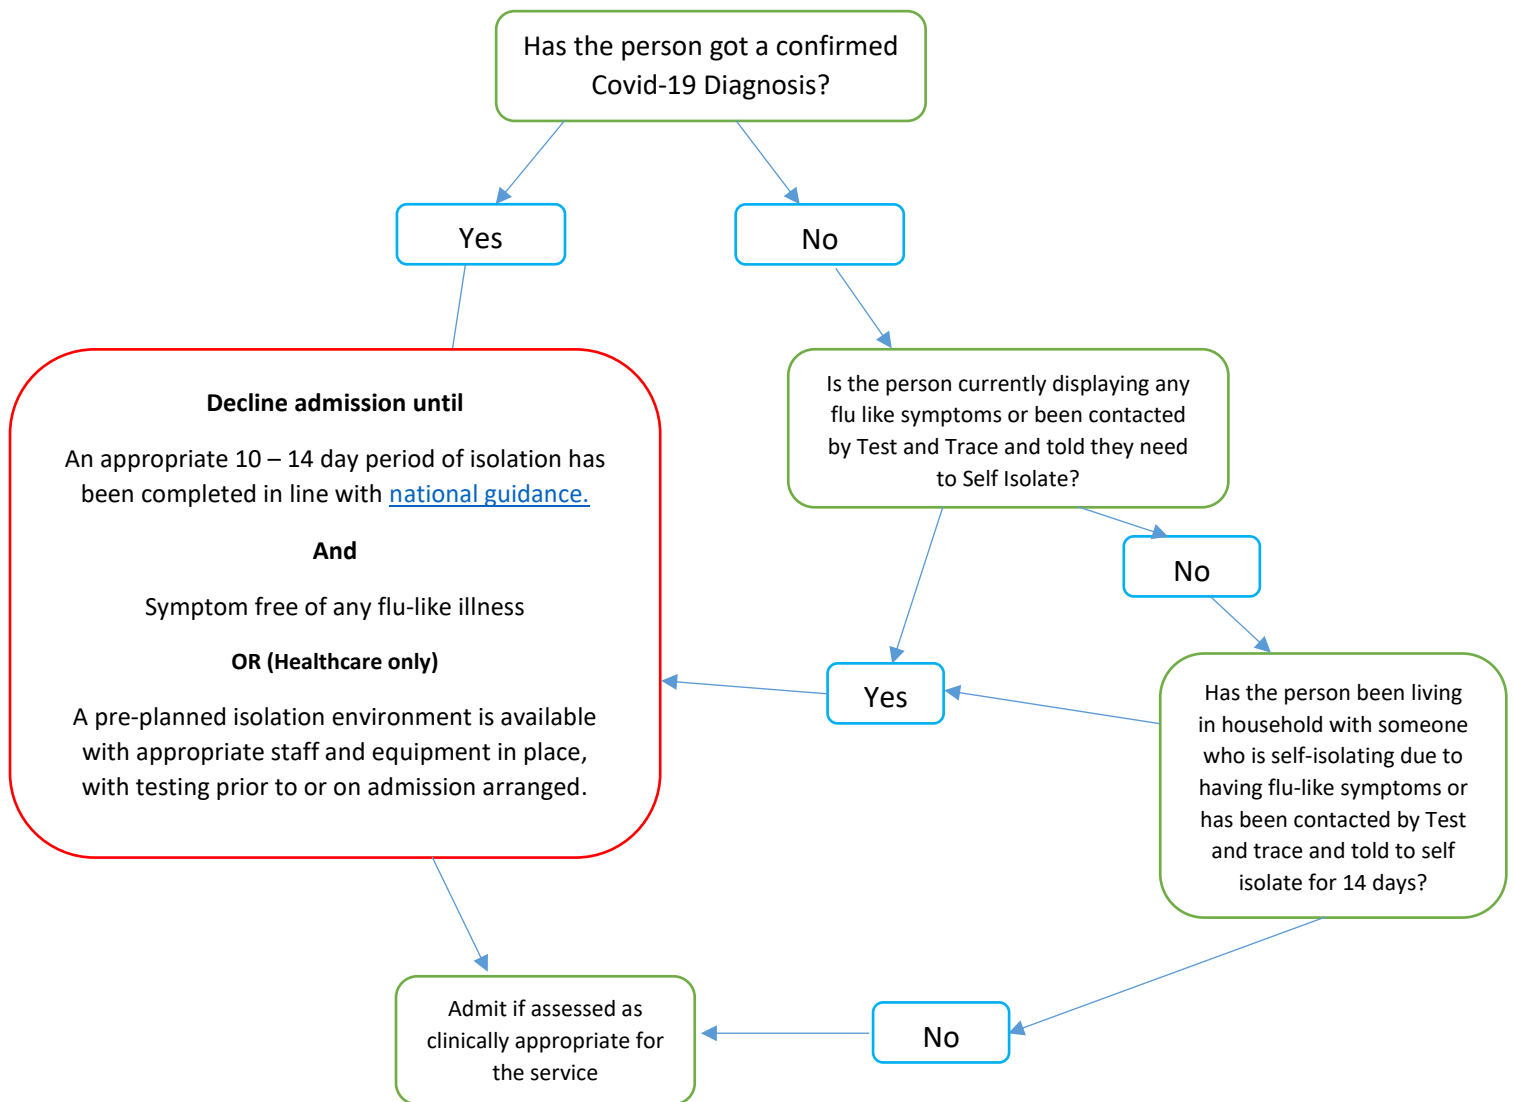 Has the person got a confirmed
Covid-19 Diagnosis?
Yes
No
Decline admission until
An appropriate 10 – 14 day period of isolation has
been completed in line with national guidance.
And
Symptom free of any flu-like illness
OR (Healthcare only)
A pre-planned isolation environment is available
with appropriate staff and equipment in place,
with testing prior to or on admission arranged.
Is the person currently displaying any
flu like symptoms or been contacted
by Test and Trace and told they need
to Self Isolate?
No
Yes
Has the person been living
in household with someone
who is self-isolating due to
having flu-like symptoms or
has been contacted by Test
and trace and told to self
isolate for 14 days?
No
Admit if assessed as
clinically appropriate for
the service